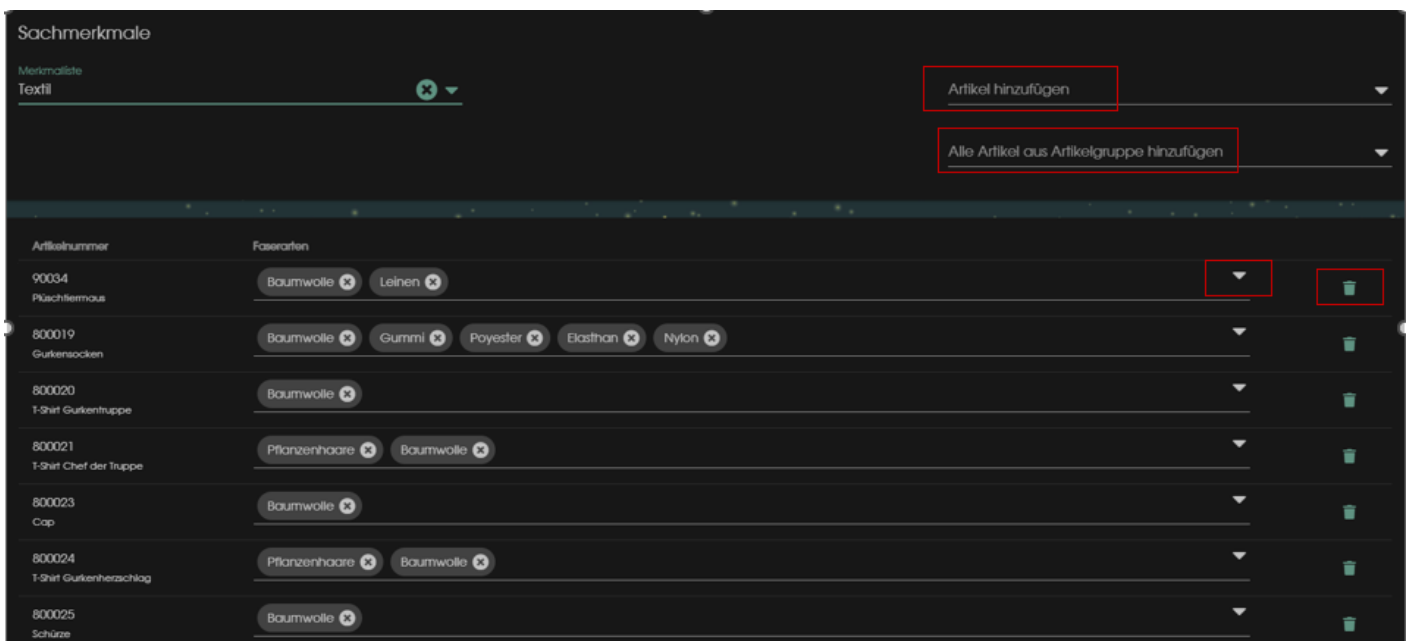 Sachmerkmale
Merkmalliste
Textil
Artikel hinzufügen
Alle Artikel aus Artikelgruppe hinzufügen
Artikelnummer Faserarten
90034
Baumwolle Leinen
Plüschtiermaus
800019
Baumwolle Gummi Poyester Elasthan Nylon
Gurkensocken
800020
Baumwolle
T-Shirt Gurkentruppe
800021
Pflanzenhaare Baumwolle
T-Shirt Chef der Truppe
800023
Baumwolle
Cap
800024
Pflanzenhaare Baumwolle
T-Shirt Gurkenherzschlag
800025
Baumwolle
Schürze